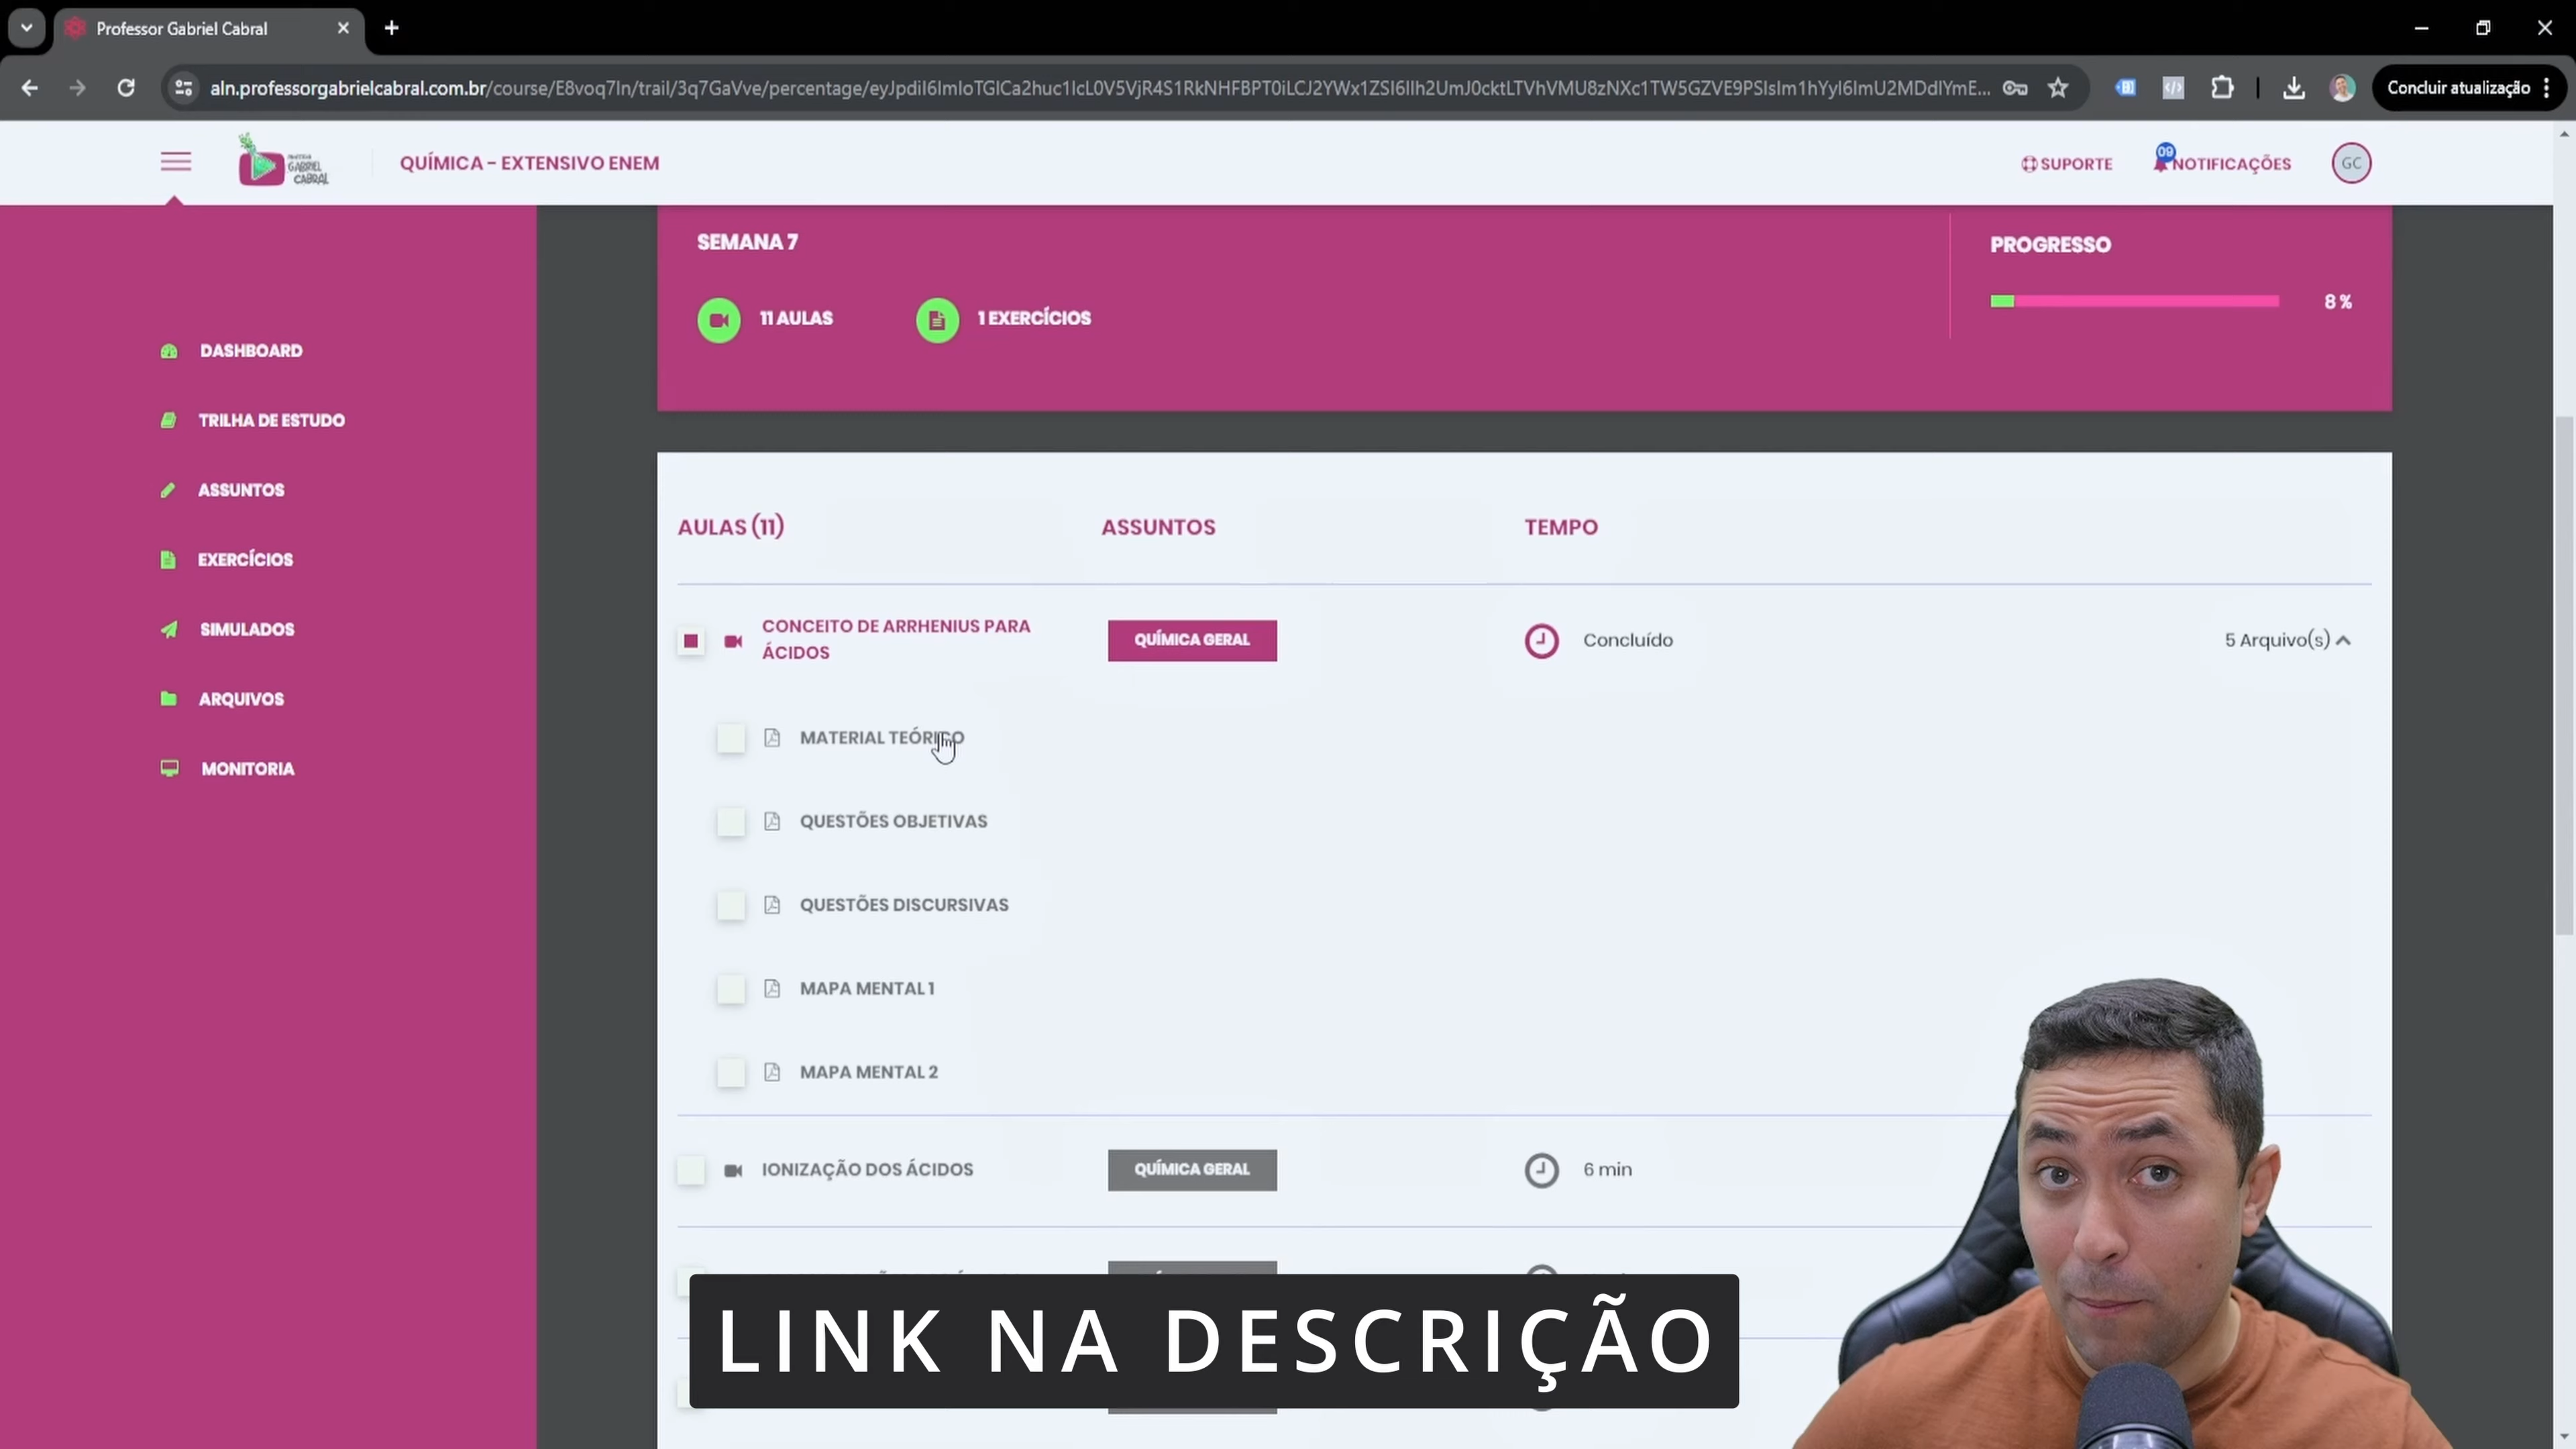 Professor Gabriel Cabral
aln.professorgabrielcabral.com.br/course/E8voq7In/trail/3q7GaVve/percentage/
Concluir atualização
GABRIEL
CABRAL
QUÍMICA - EXTENSIVO ENEM
SUPORTE
09
NOTIFICAÇÕES
GC
SEMANA 7
11 AULAS
1 EXERCÍCIOS
PROGRESSO
8 %
DASHBOARD
TRILHA DE ESTUDO
ASSUNTOS
EXERCÍCIOS
SIMULADOS
ARQUIVOS
MONITORIA
AULAS (11)
ASSUNTOS
TEMPO
CONCEITO DE ARRHENIUS PARA
ÁCIDOS
QUÍMICA GERAL
Concluído
5 Arquivo(s)
MATERIAL TEÓRICO
QUESTÕES OBJETIVAS
QUESTÕES DISCURSIVAS
MAPA MENTAL 1
MAPA MENTAL 2
IONIZAÇÃO DOS ÁCIDOS
QUÍMICA GERAL
6 min
LINK NA DESCRIÇÃO